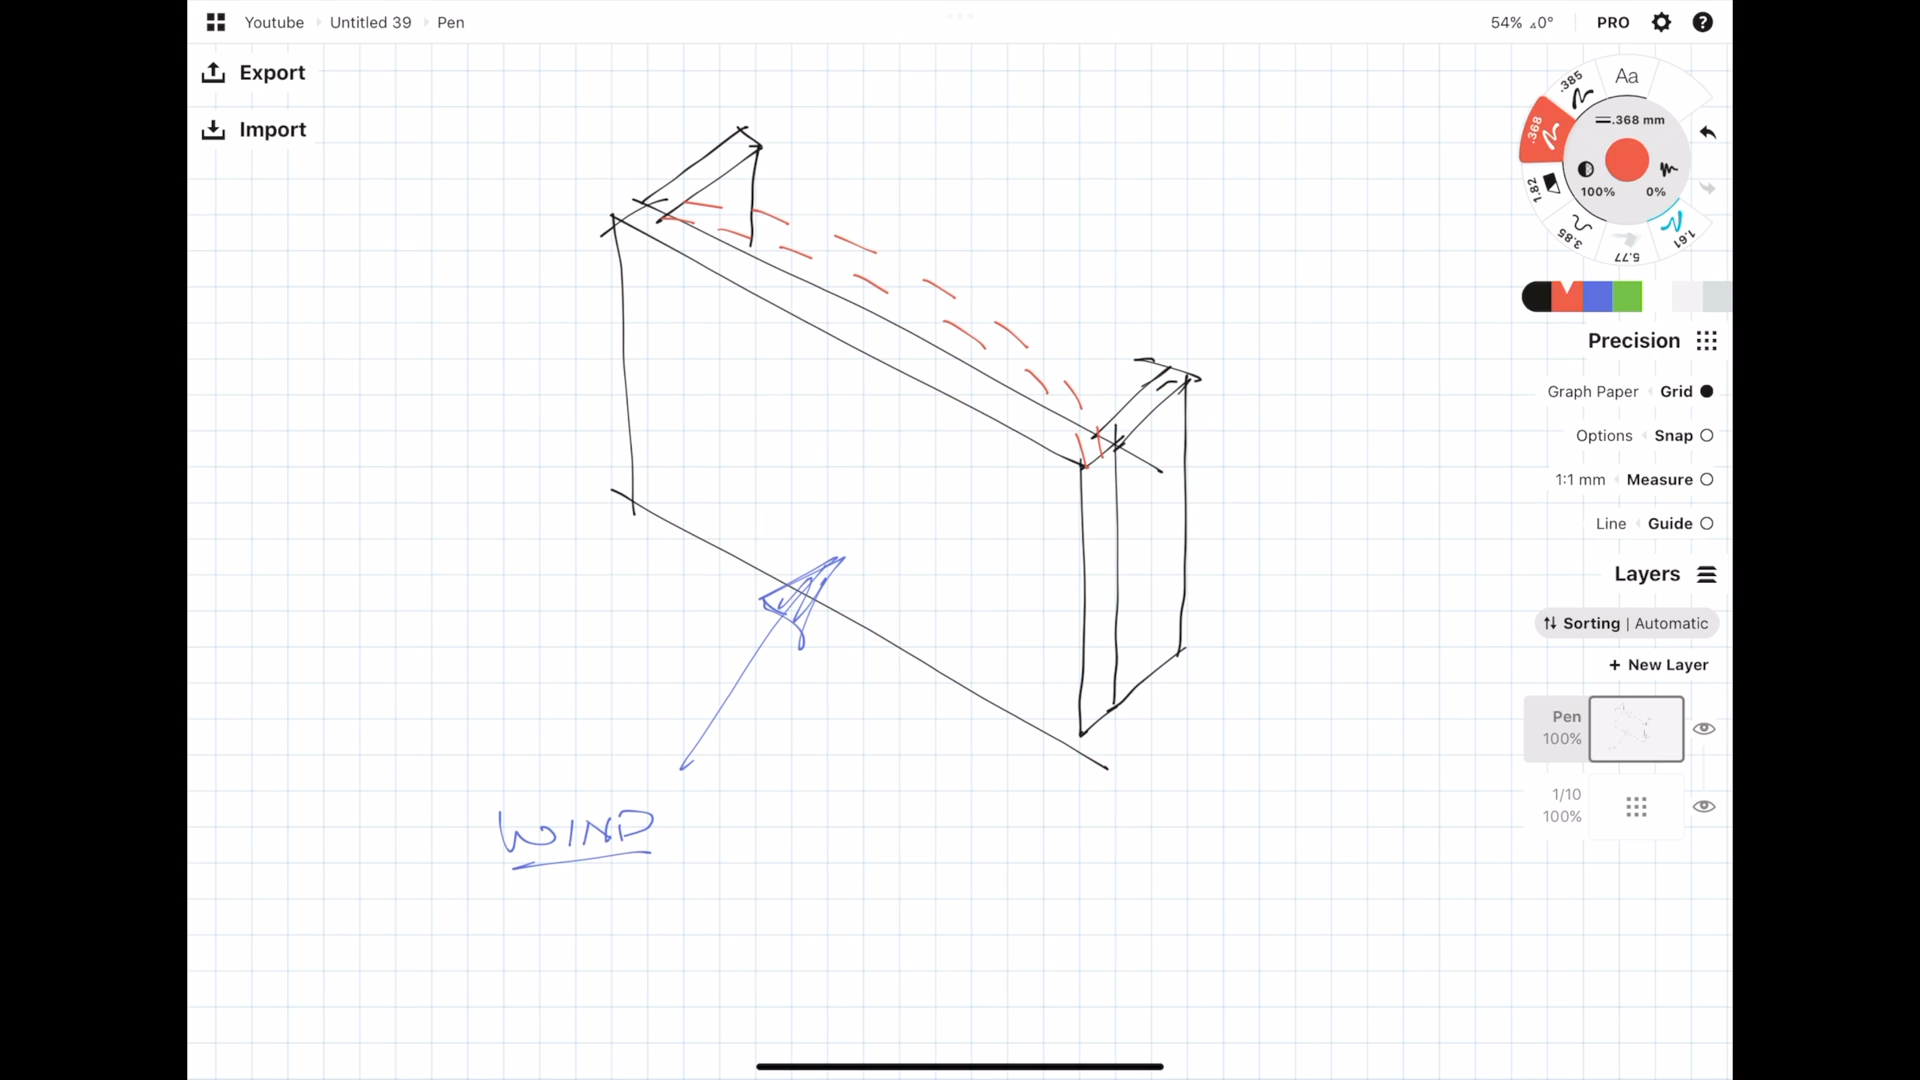 Youtube Untitled 39 Pen
54% ⊿0° PRO ?
Export
Import
Aa
.385
.368
.368 mm
100% 0%
1.82
3.85
5.77
1.61
Precision
Graph Paper Grid
Options Snap
1:1 mm Measure
Line Guide
Layers
Sorting | Automatic
+ New Layer
Pen
100%
1/10
100%
WIND